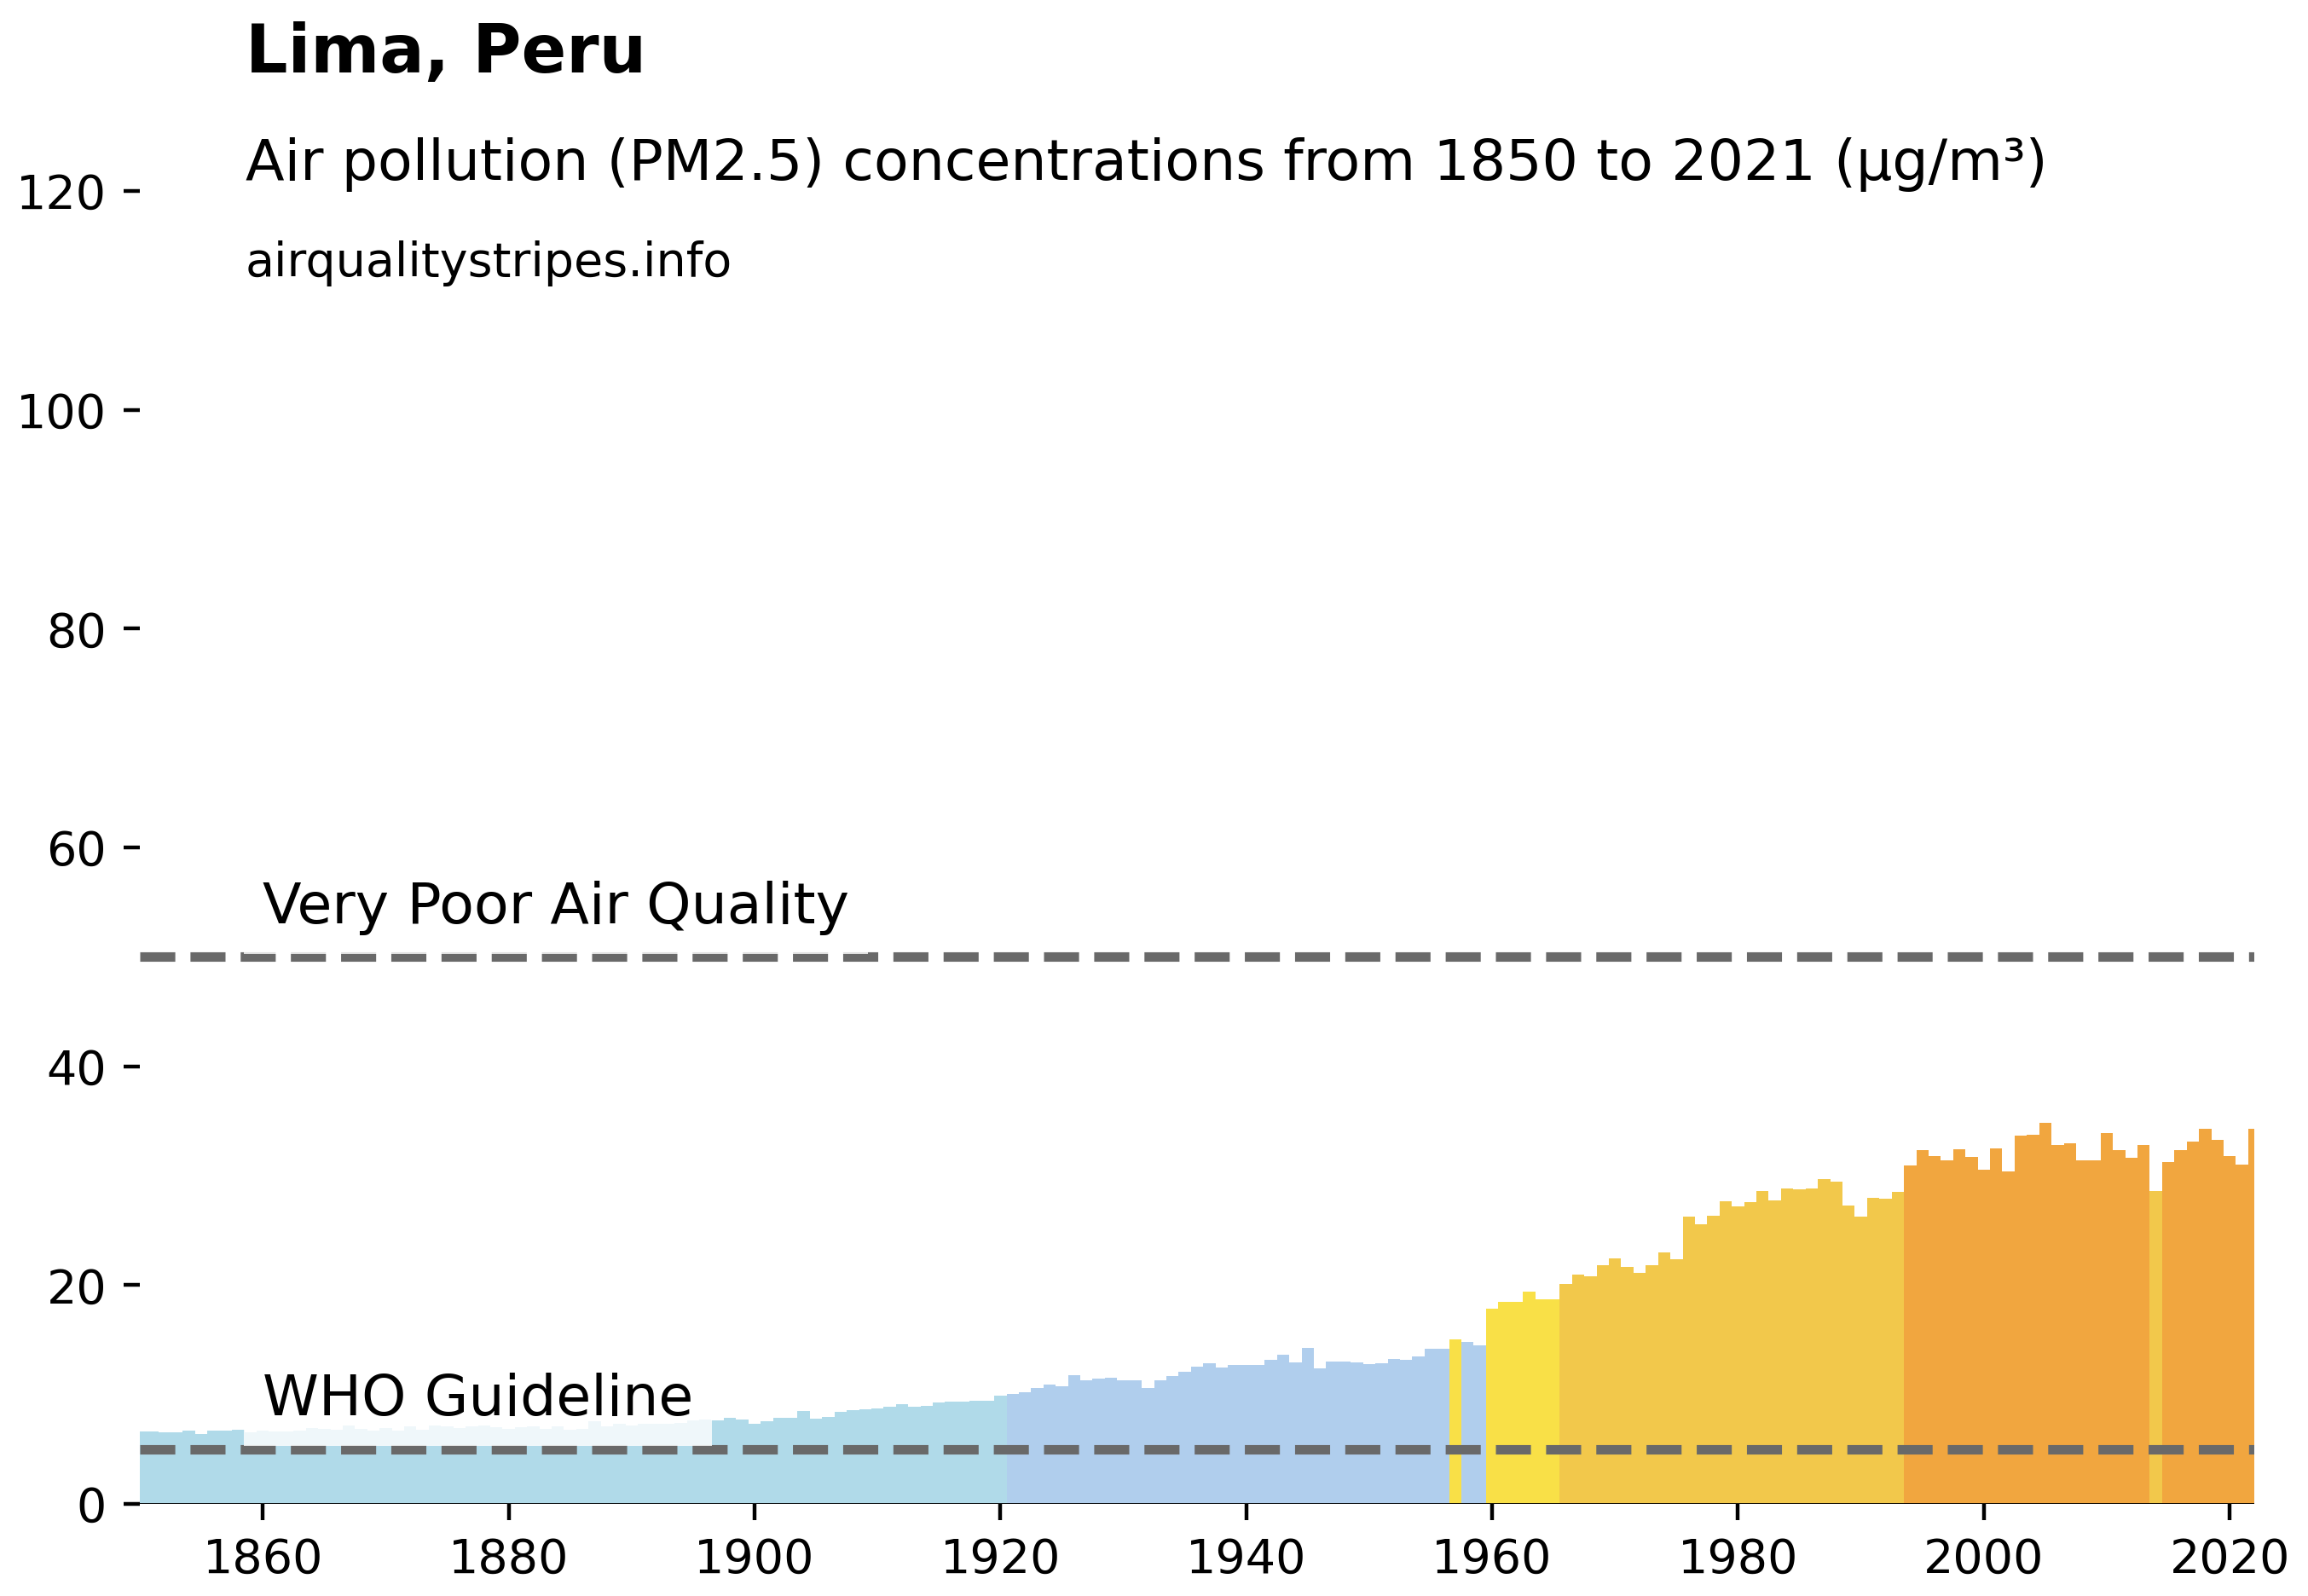 Lima, Peru
Air pollution (PM2.5) concentrations from 1850 to 2021 (µg/m³)
airqualitystripes.info
120
100
80
60
Very Poor Air Quality
40
20
WHO Guideline
0
1860 1880 1900 1920 1940 1960 1980 2000 2020